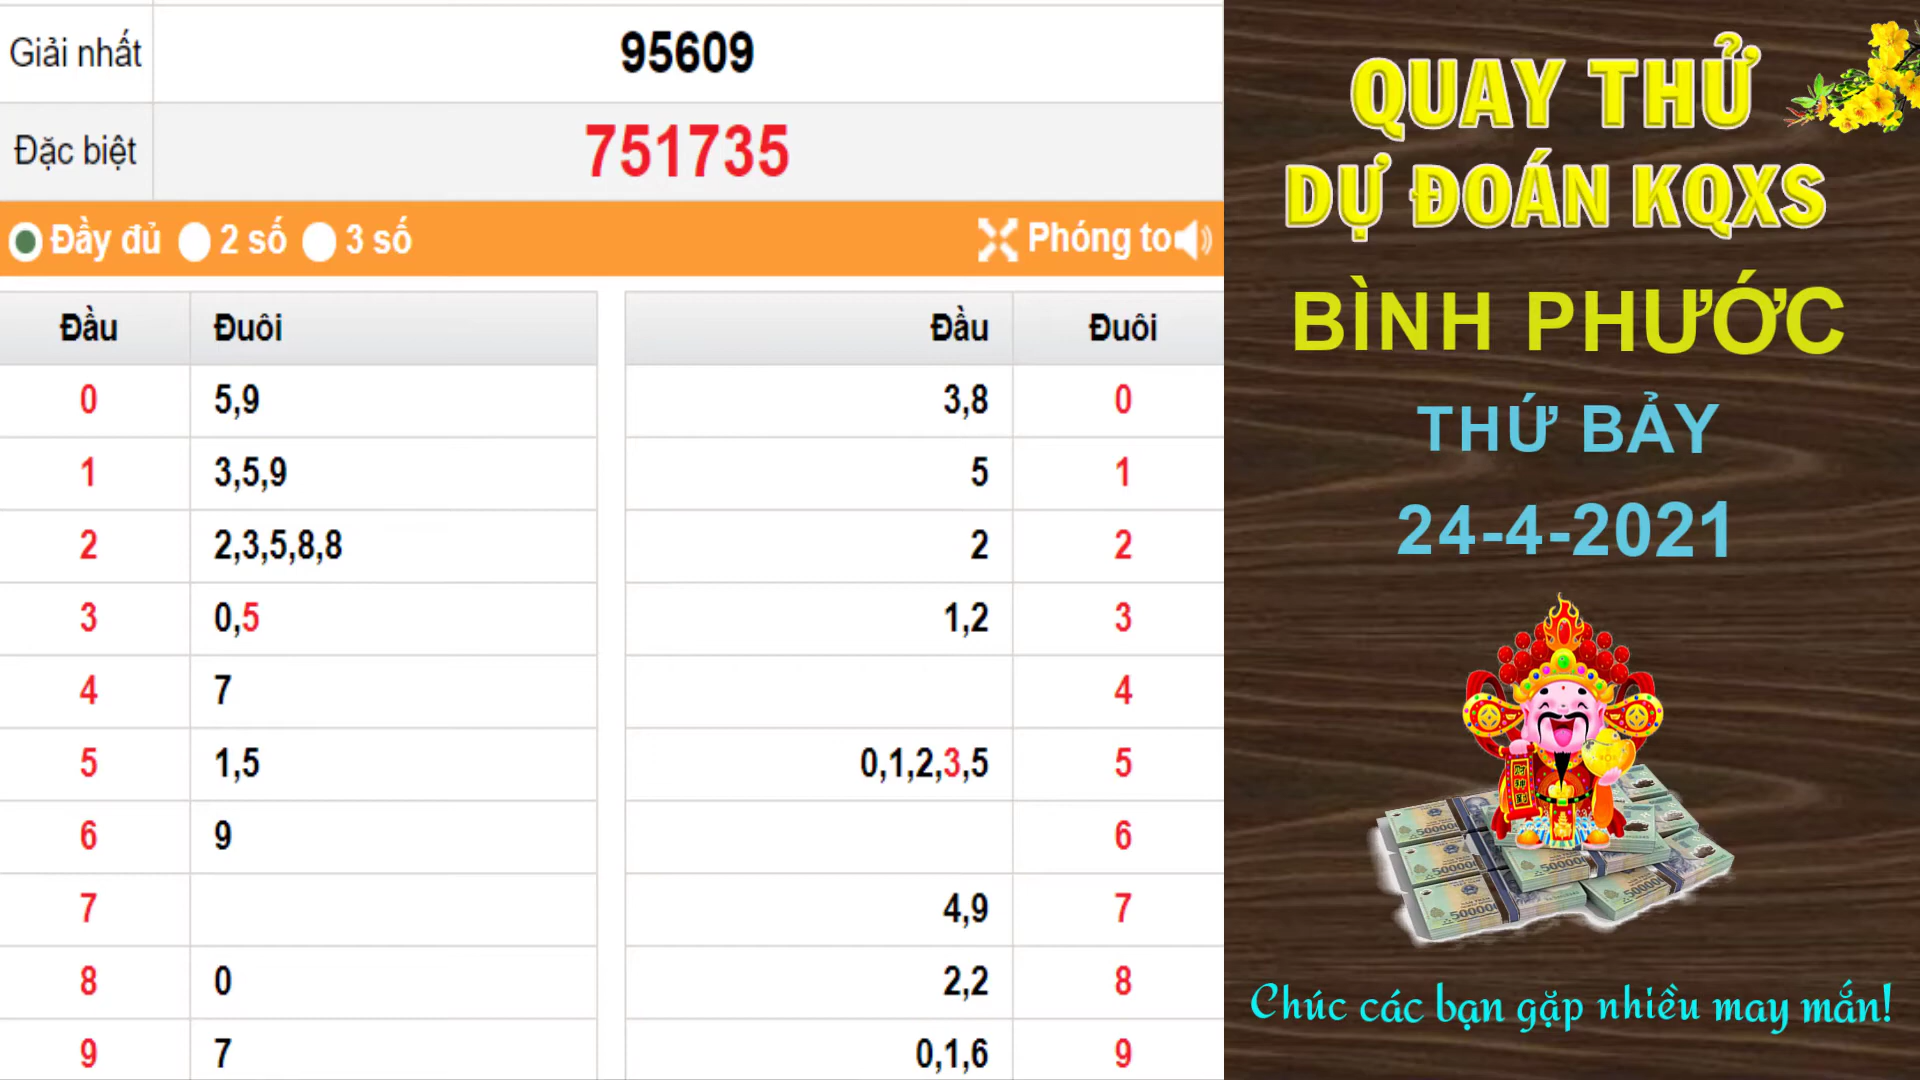 Giải nhất 95609
Đặc biệt 751735
Đầy đủ 2 số 3 số Phóng to
Đầu Đuôi Đầu Đuôi
0 5,9 3,8 0
1 3,5,9 5 1
2 2,3,5,8,8 2 2
3 0,5 1,2 3
4 7 4
5 1,5 0,1,2,3,5 5
6 9 6
7 4,9 7
8 0 2,2 8
9 7 0,1,6 9
QUAY THỬ
DỰ ĐOÁN KQXS
BÌNH PHƯỚC
THỨ BẢY
24-4-2021
Chúc các bạn gặp nhiều may mắn!